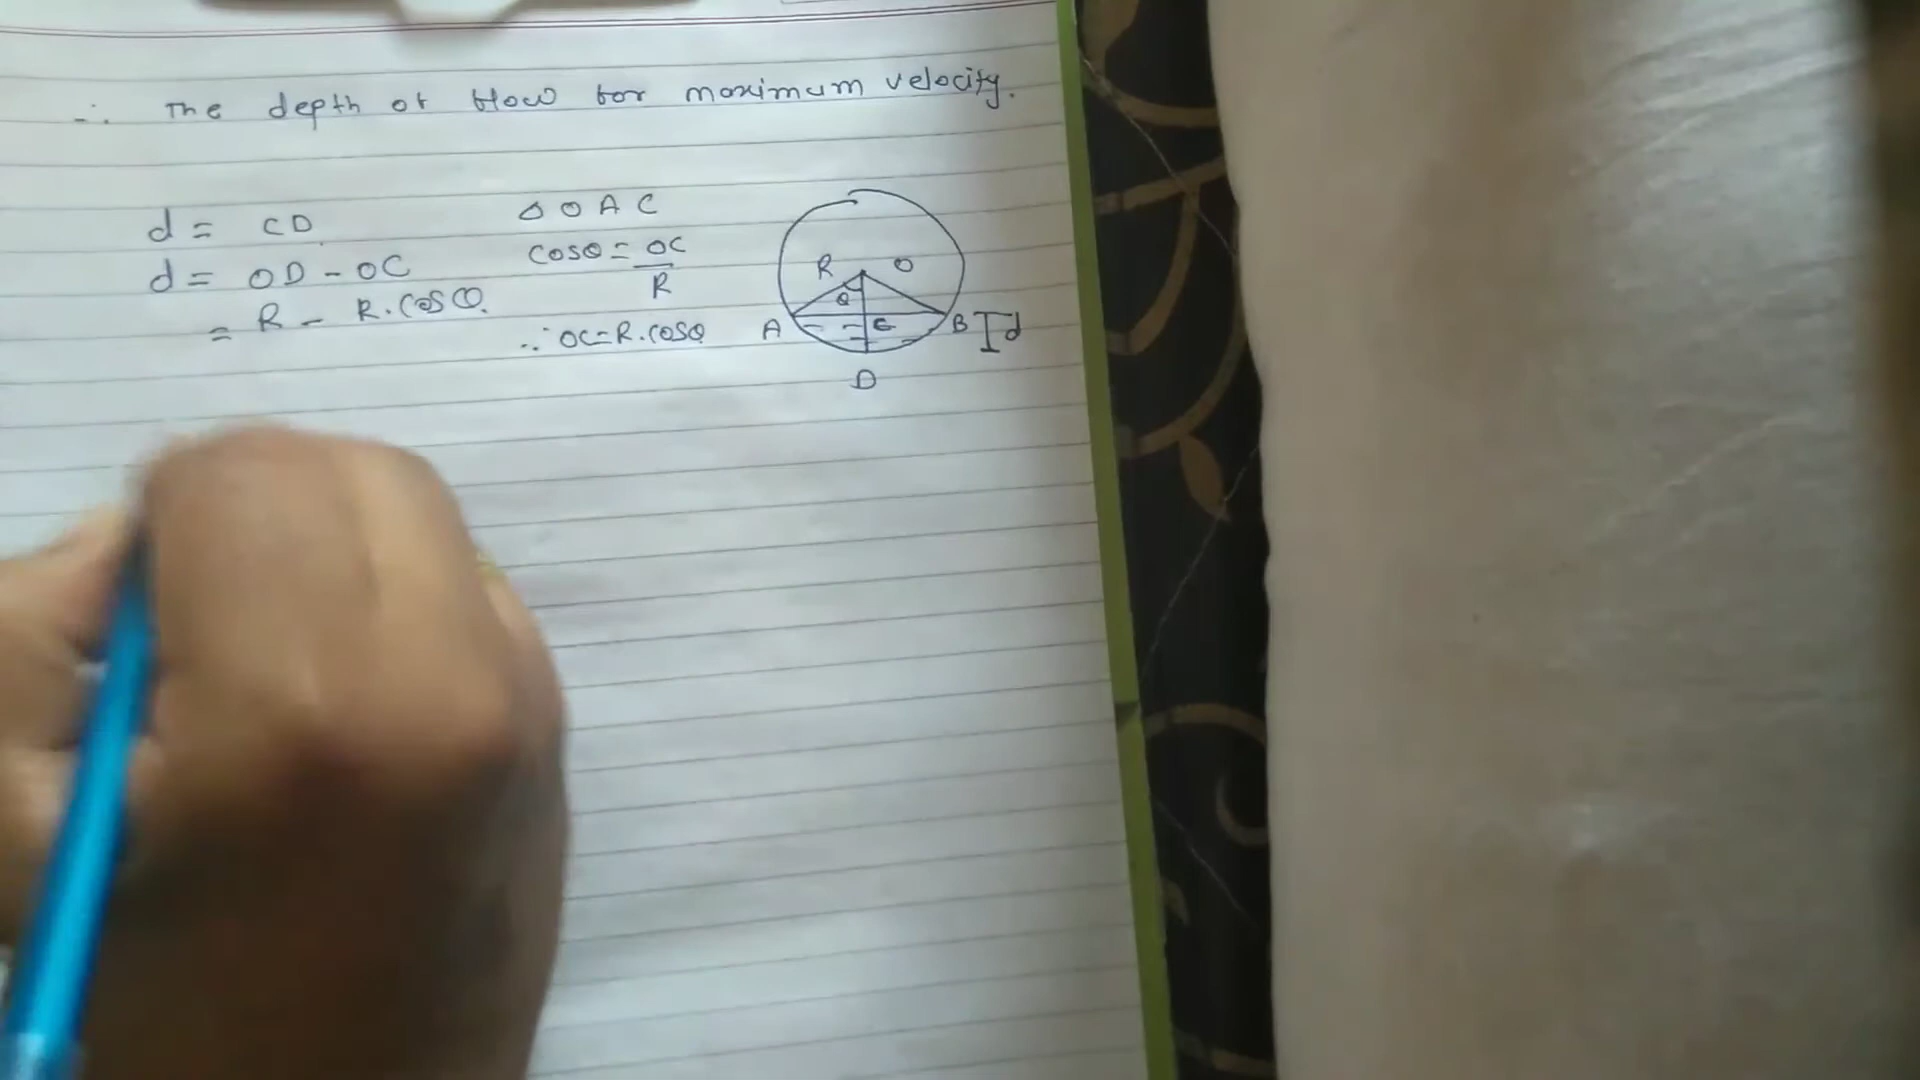 ∴ The depth of flow for maximum velocity.
d = CD
d = OD - OC
= R - R.cosθ.
△ OAC
cosθ = OC/R
∴ OC = R.cosθ
R O
θ
A C B I d
D